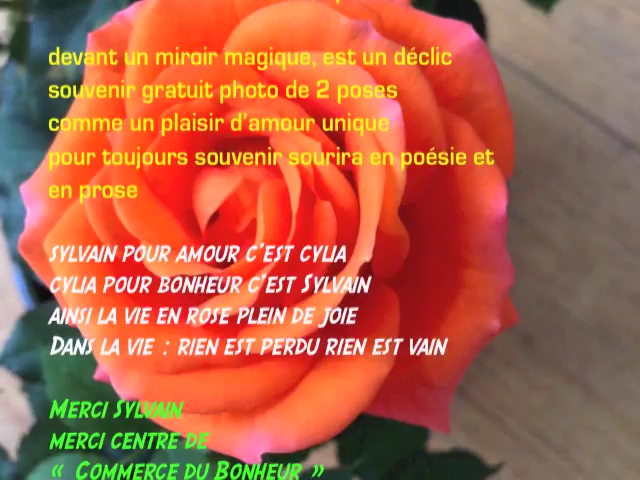 devant un miroir magique, est un déclic
souvenir gratuit photo de 2 poses
comme un plaisir d'amour unique
pour toujours souvenir sourira en poésie et
en prose
sylvain pour amour c'est cylia
cylia pour bonheur c'est Sylvain
ainsi la vie en rose plein de joie
Dans la vie : rien est perdu rien est vain
Merci Sylvain
merci centre de
« Commerce du Bonheur »